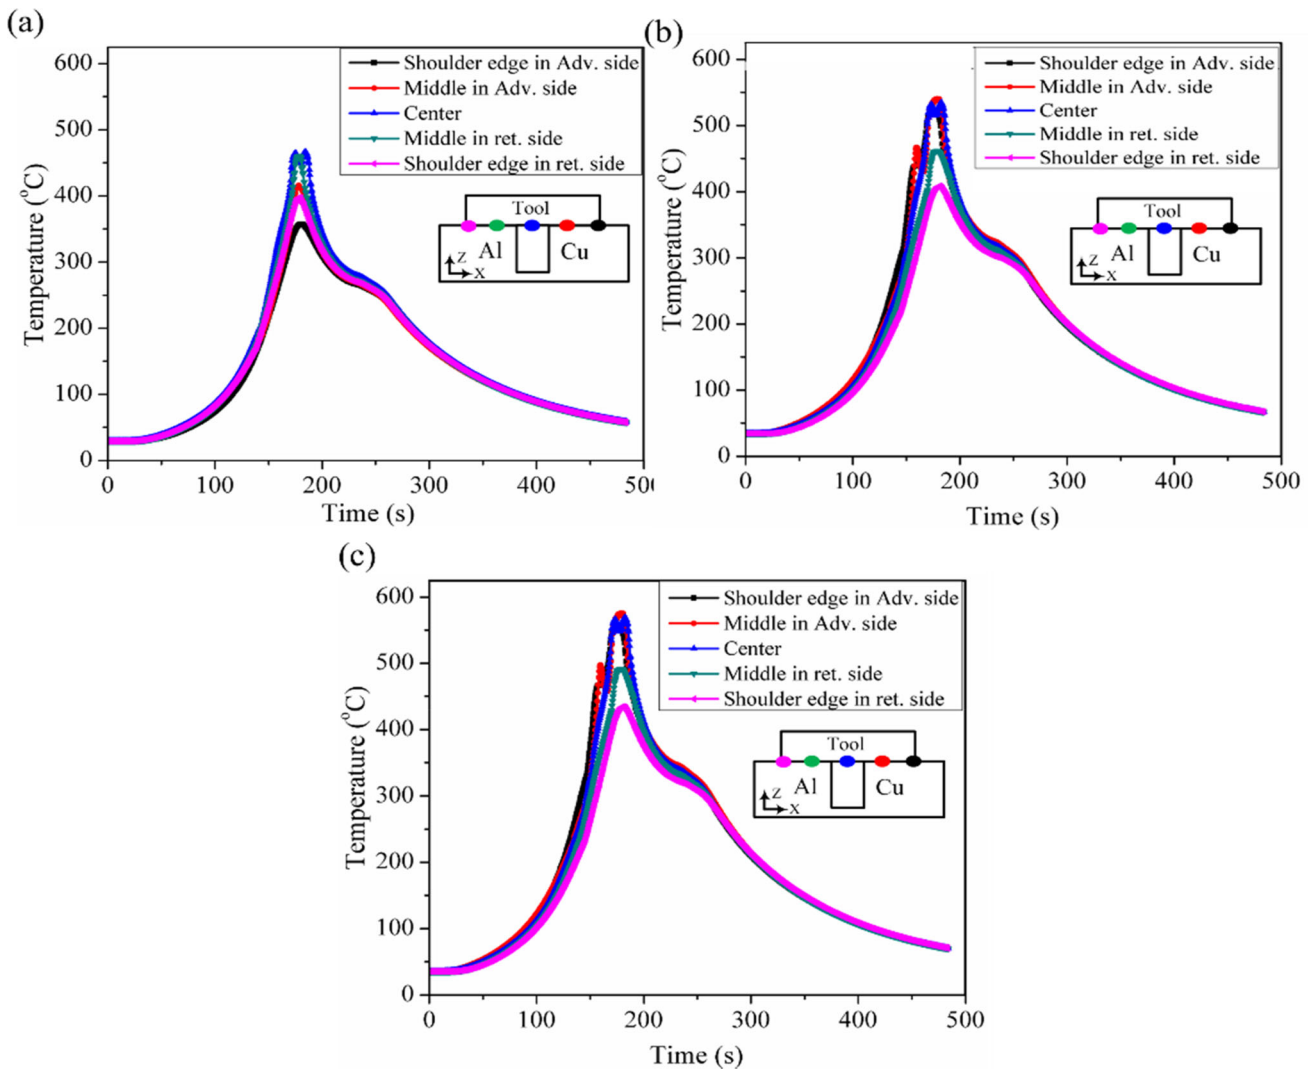 (a)
600
500
400
300
200
100
0
0 100 200 300 400 50
Temperature (°C)
Time (s)
Shoulder edge in Adv. side
Middle in Adv. side
Center
Middle in ret. side
Shoulder edge in ret. side
Tool
Al Cu
Z
X
(b)
600
500
400
300
200
100
0
0 100 200 300 400 500
Temperature (°C)
Time (s)
Shoulder edge in Adv. side
Middle in Adv. side
Center
Middle in ret. side
Shoulder edge in ret. side
Tool
Al Cu
Z
X
(c)
600
500
400
300
200
100
0
0 100 200 300 400 500
Temperature (°C)
Time (s)
Shoulder edge in Adv. side
Middle in Adv. side
Center
Middle in ret. side
Shoulder edge in ret. side
Tool
Al Cu
Z
X